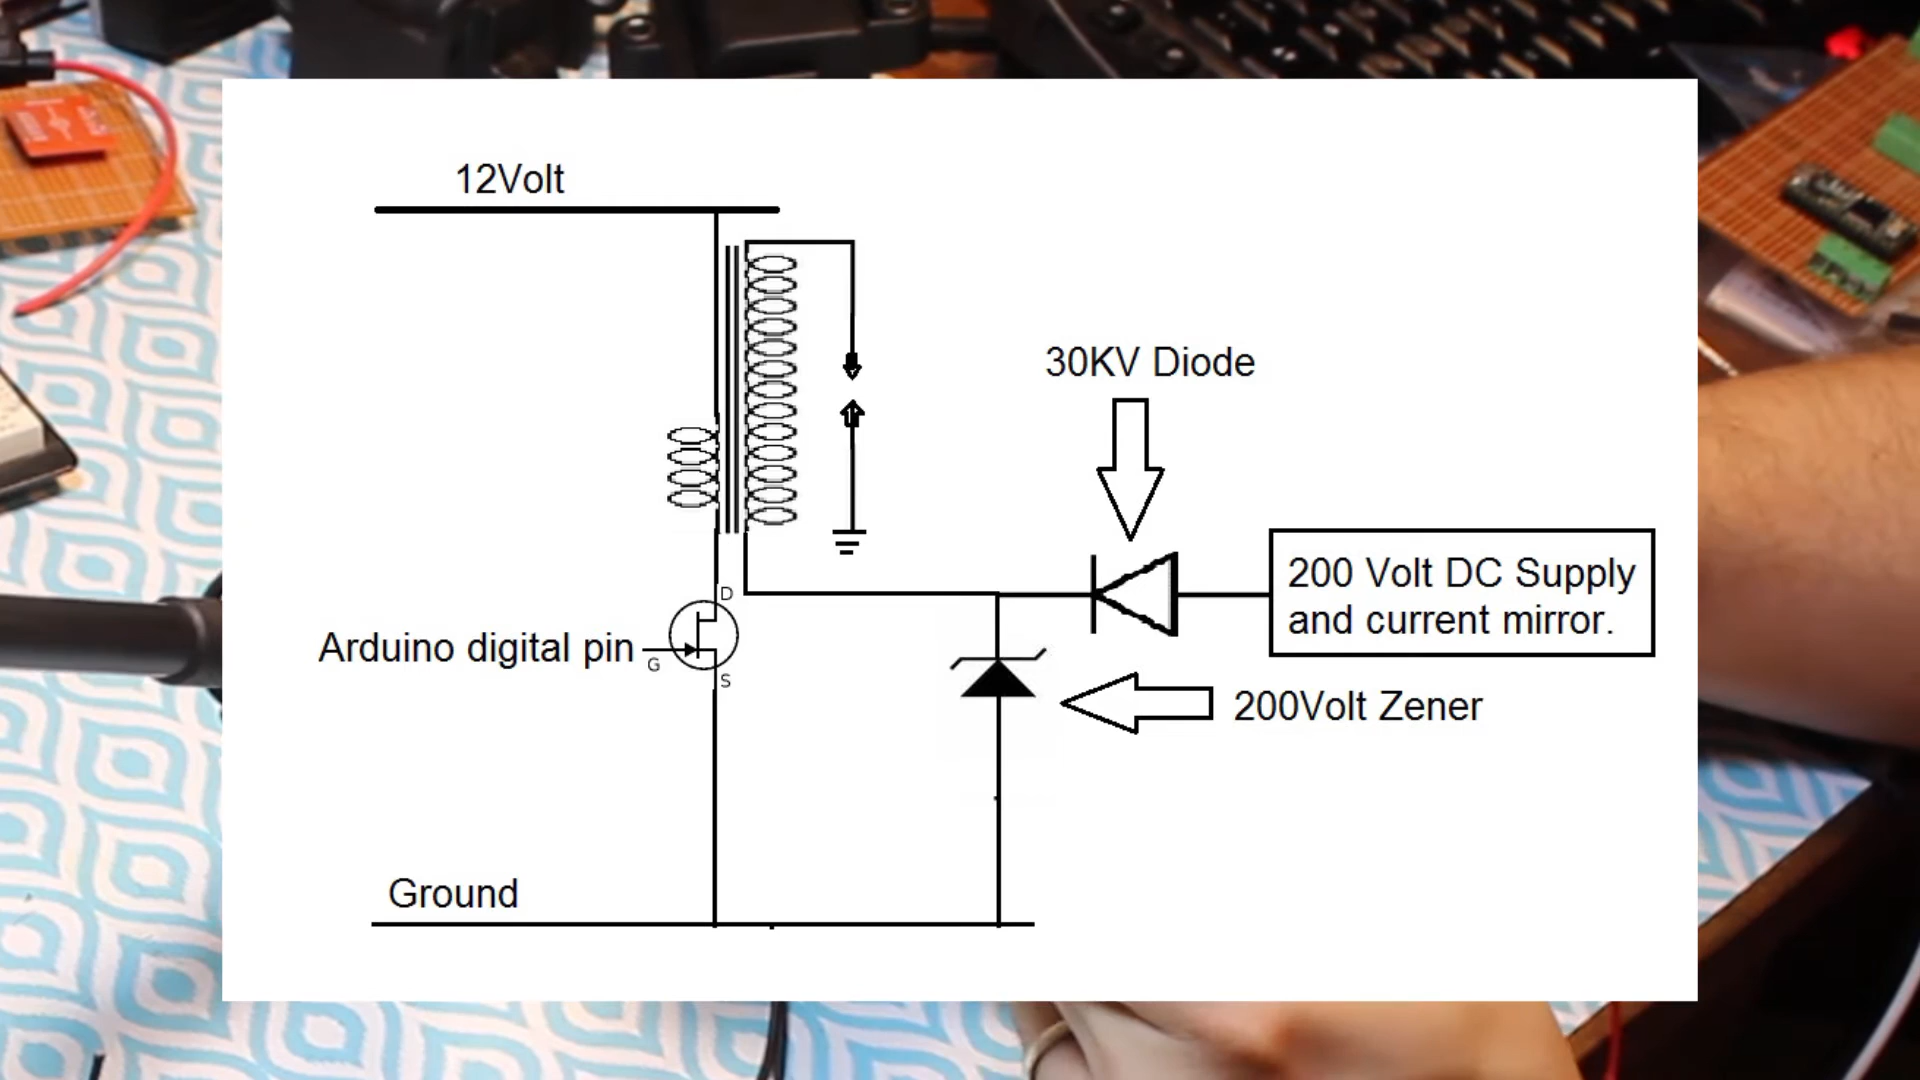 12Volt
30KV Diode
200 Volt DC Supply
and current mirror.
D
Arduino digital pin
G
S
200Volt Zener
Ground